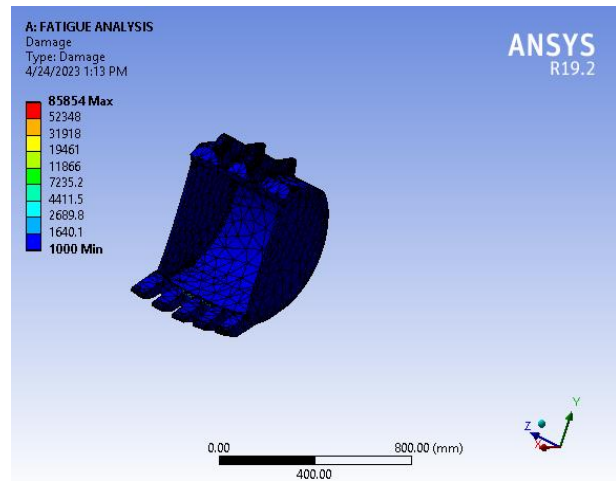 A: FATIGUE ANALYSIS
Damage
Type: Damage
4/24/2023 1:13 PM
ANSYS
R19.2
85854 Max
52348
31918
19461
11866
7235.2
4411.5
2689.8
1640.1
1000 Min
Y
Z
X
0.00
800.00 (mm)
400.00